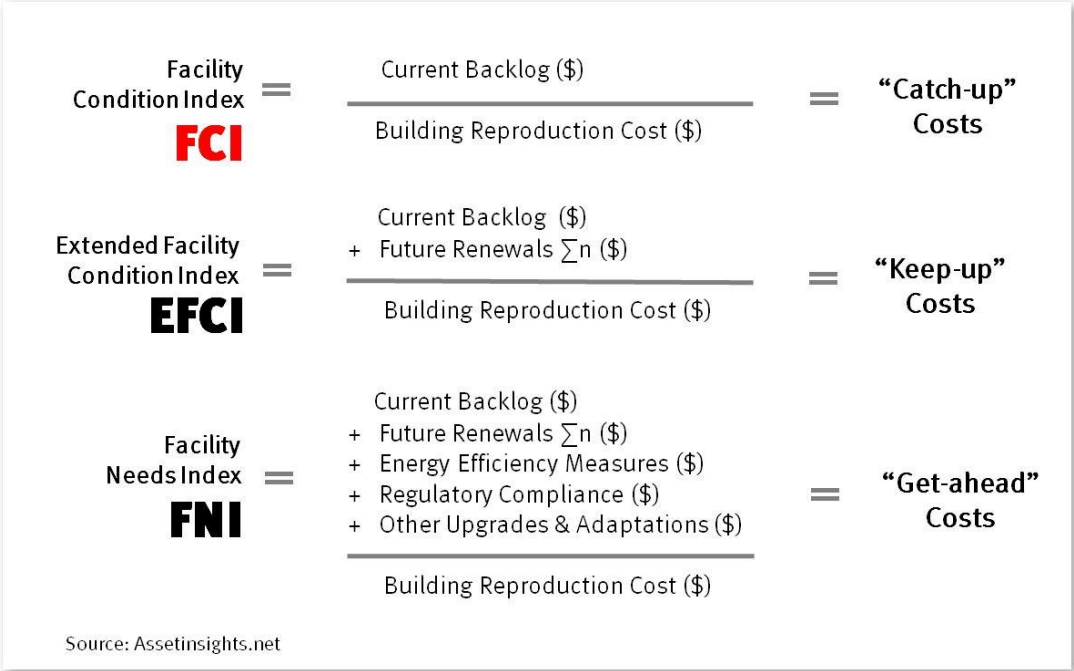 Facility
Condition Index
FCI
=
Current Backlog ($)
Building Reproduction Cost ($)
=
“Catch-up”
Costs
Extended Facility
Condition Index
EFCI
=
Current Backlog ($)
+ Future Renewals ∑n ($)
Building Reproduction Cost ($)
=
“Keep-up”
Costs
Facility
Needs Index
FNI
=
Current Backlog ($)
+ Future Renewals ∑n ($)
+ Energy Efficiency Measures ($)
+ Regulatory Compliance ($)
+ Other Upgrades & Adaptations ($)
Building Reproduction Cost ($)
=
“Get-ahead”
Costs
Source: Assetinsights.net